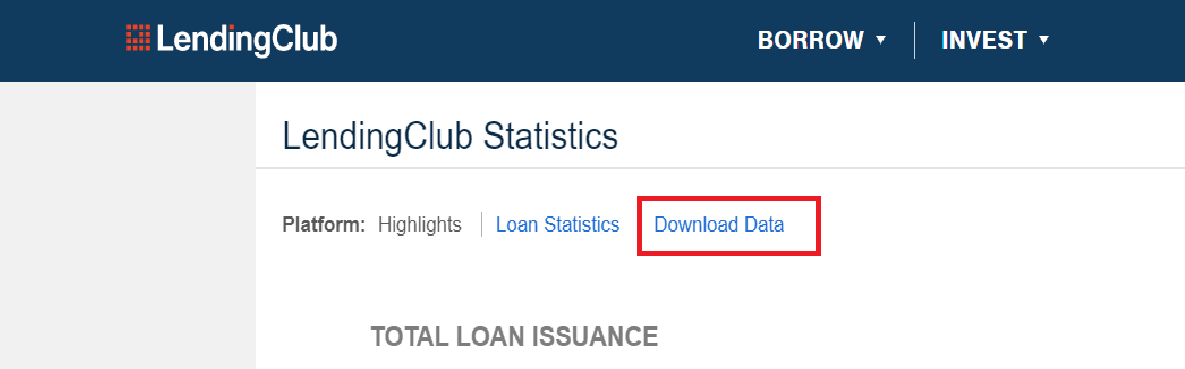 LendingClub BORROW INVEST
LendingClub Statistics
Platform: Highlights Loan Statistics Download Data
TOTAL LOAN ISSUANCE